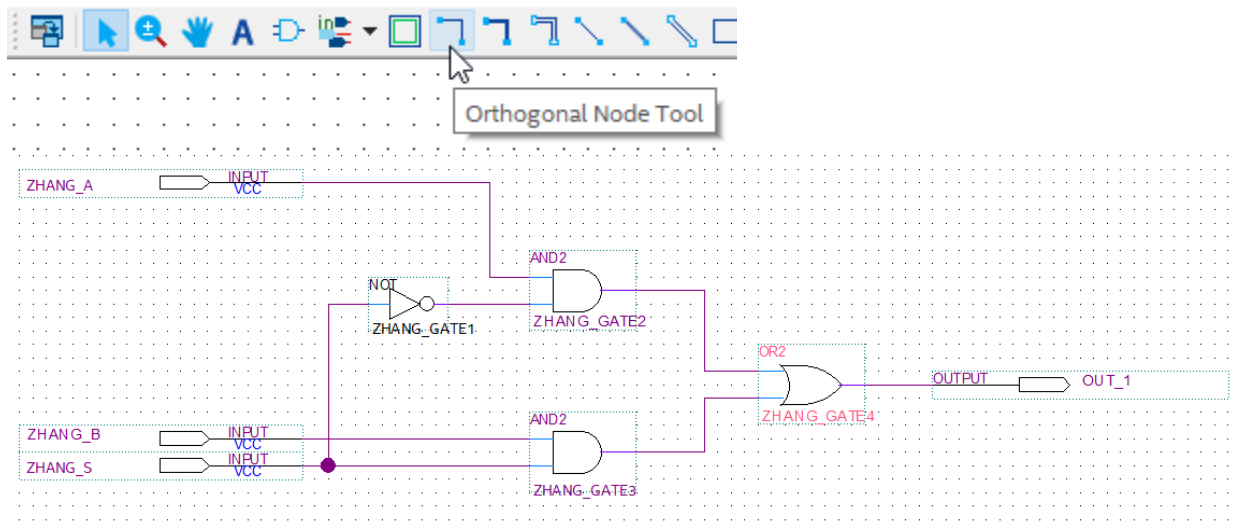 A in
Orthogonal Node Tool
ZHANG_A INPUT
VCC
AND2
NOT
ZHANG_GATE2
ZHANG_GATE1
OR2
OUTPUT OUT_1
ZHANG_GATE4
AND2
ZHANG_B INPUT
VCC
ZHANG_S INPUT
VCC
ZHANG_GATE3